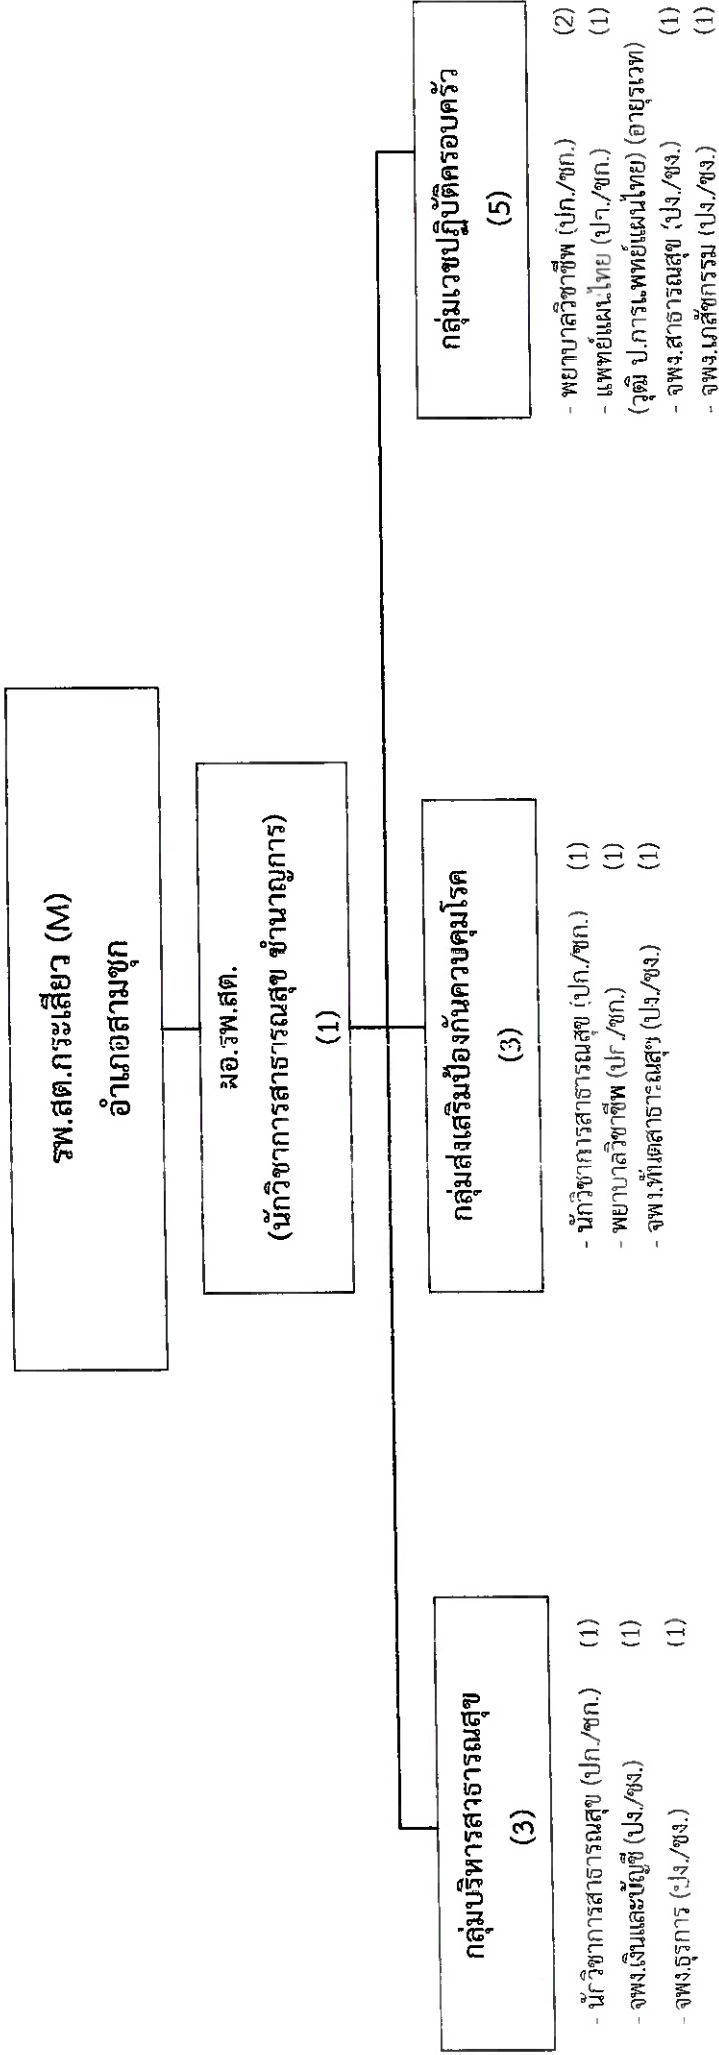 รพ.สต.กระเสียว (M)
อำเภอสามชุก
ผอ.รพ.สต.
(นักวิชาการสาธารณสุข ชำนาญการ)
(1)
กลุ่มบริหารสาธารณสุข
(3)
- นักวิชาการสาธารณสุข (ปก./ชก.) (1)
- จพง.เงินและบัญชี (ปง./ชง.) (1)
- จพง.ธุรการ (ปง./ชง.) (1)
กลุ่มส่งเสริมป้องกันควบคุมโรค
(3)
- นักวิชาการสาธารณสุข (ปก./ชก.) (1)
- พยาบาลวิชาชีพ (ปก./ชก.) (1)
- จพง.ทันตสาธารณสุข (ปง./ชง.) (1)
กลุ่มเวชปฏิบัติครอบครัว
(5)
- พยาบาลวิชาชีพ (ปก./ชก.) (2)
- แพทย์แผนไทย (ปก./ชก.) (1)
(วุฒิ ป.การแพทย์แผนไทย) (อายุรเวท)
- จพง.สาธารณสุข (ปง./ชง.) (1)
- จพง.เภสัชกรรม (ปง./ชง.) (1)